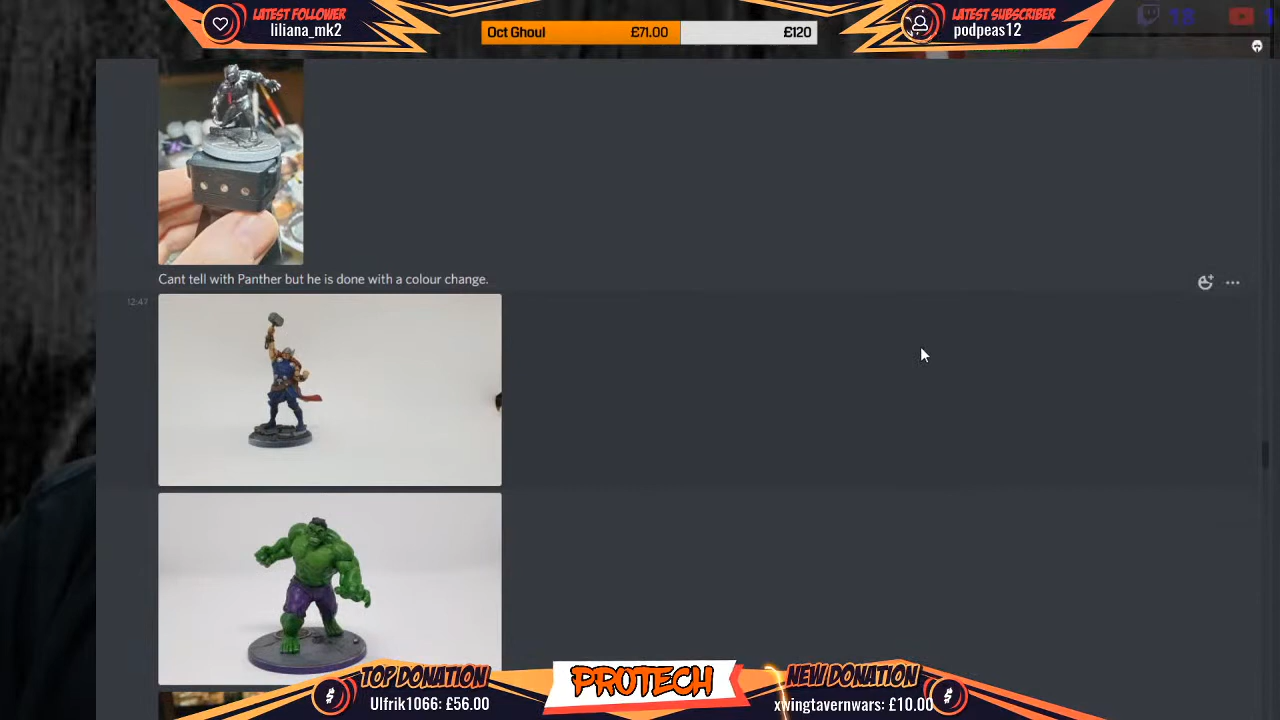 LATEST FOLLOWER
liliana_mk2
Oct Ghoul £71.00 £120
LATEST SUBSCRIBER
podpeas12
18
Cant tell with Panther but he is done with a colour change.
12:47
TOP DONATION
Ulfrik1066: £56.00
PROTECH
NEW DONATION
xwingtavernwars: £10.00